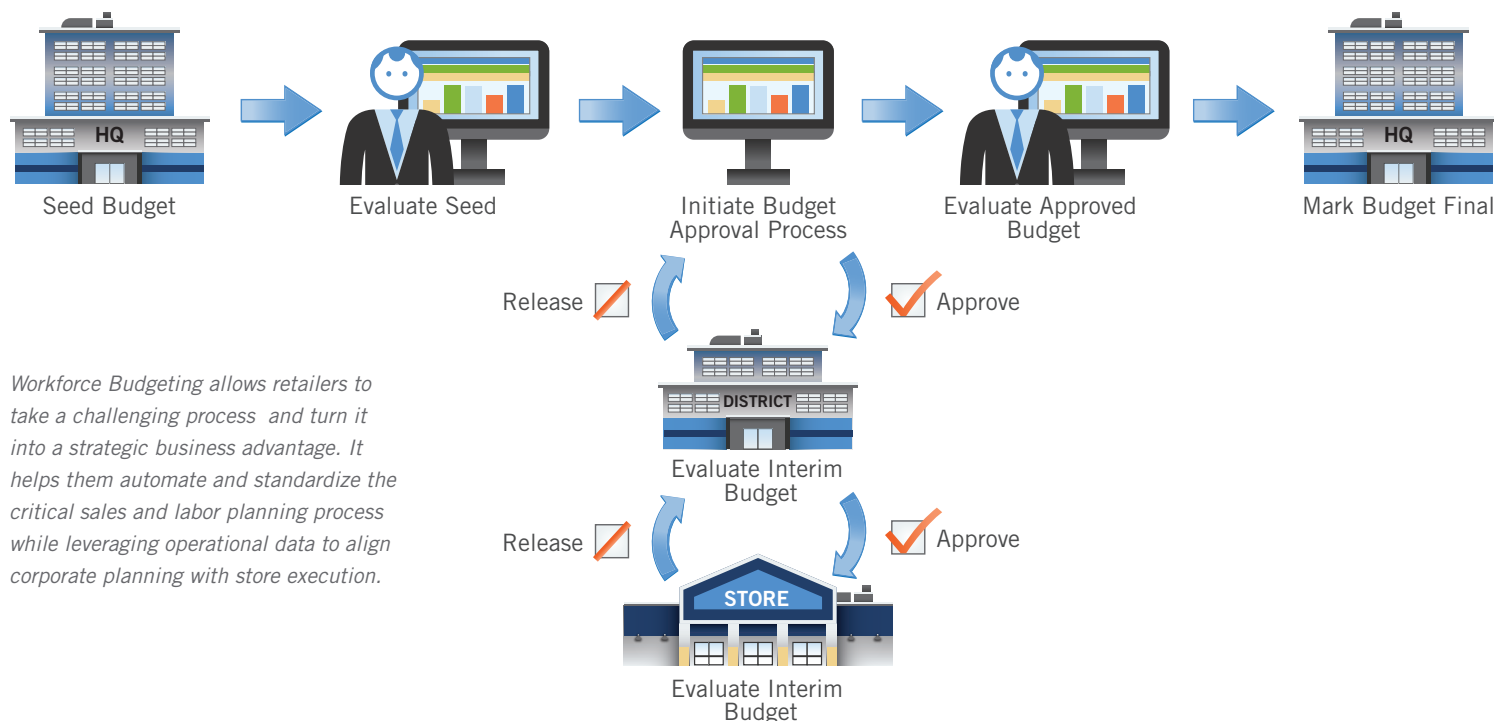 HQ
Seed Budget
Evaluate Seed
Initiate Budget
Approval Process
Evaluate Approved
Budget
HQ
Mark Budget Final
Release
Approve
DISTRICT
Evaluate Interim
Budget
Release
Approve
STORE
Evaluate Interim
Budget
Workforce Budgeting allows retailers to
take a challenging process and turn it
into a strategic business advantage. It
helps them automate and standardize the
critical sales and labor planning process
while leveraging operational data to align
corporate planning with store execution.